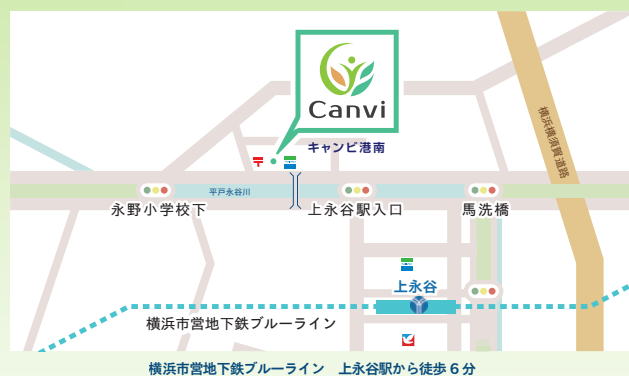 Canvi
キャンビ港南
〒
横浜横須賀道路
平戸永谷川
永野小学校下
上永谷駅入口
馬洗橋
上永谷
横浜市営地下鉄ブルーライン
横浜市営地下鉄ブルーライン　上永谷駅から徒歩6分